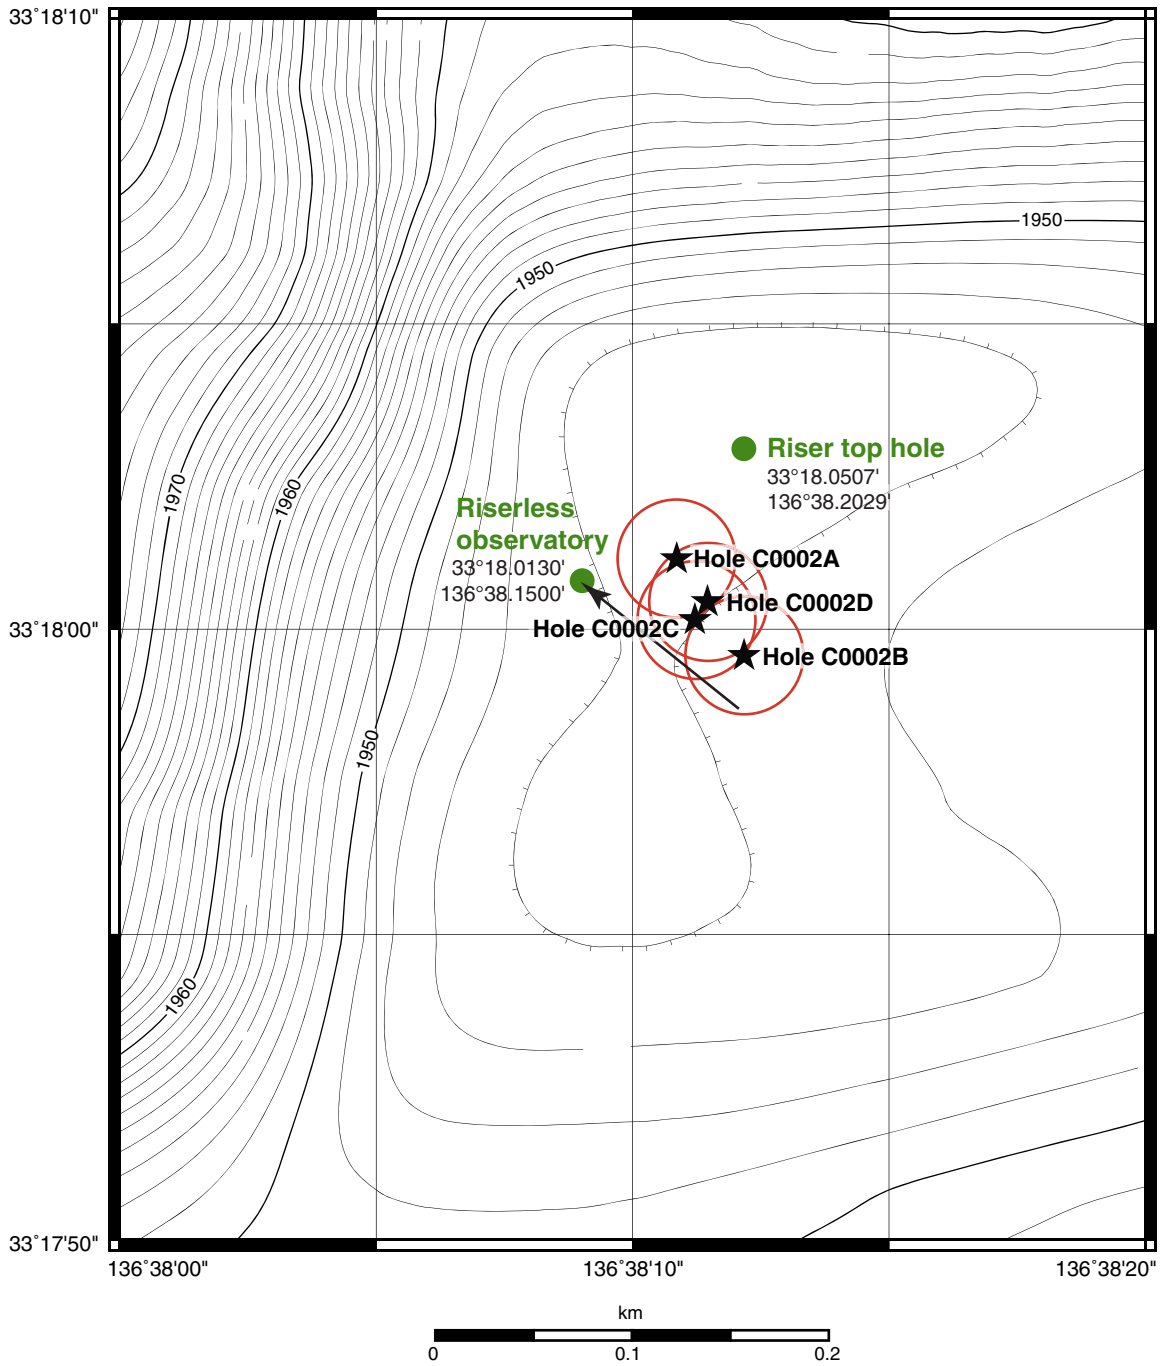 33°18'10"
1950
1950
Riser top hole
33°18.0507'
136°38.2029'
1970
1960
Riserless
observatory
33°18.0130'
136°38.1500'
Hole C0002A
Hole C0002D
33°18'00"
Hole C0002C
Hole C0002B
1950
1960
33°17'50"
136°38'00"
136°38'10"
136°38'20"
km
0
0.1
0.2